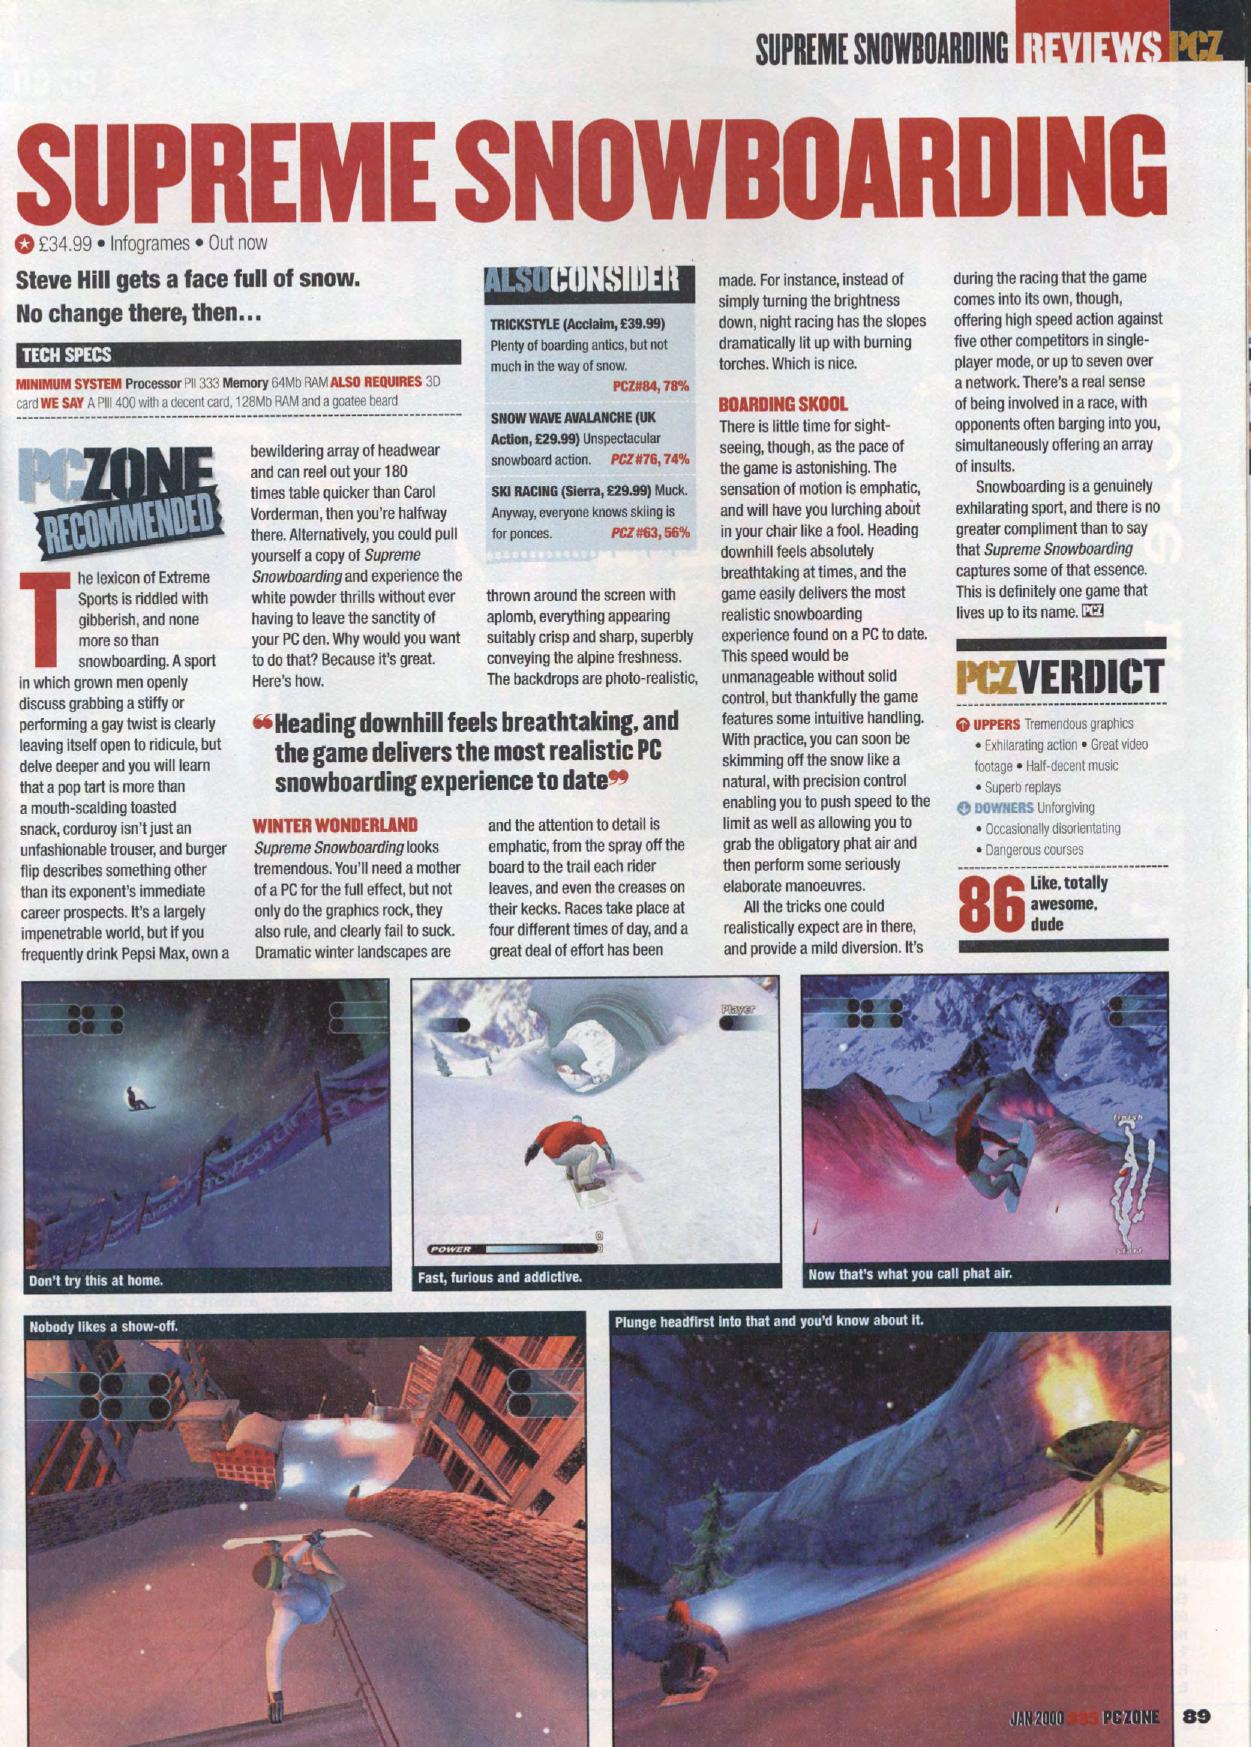 SUPREME SNOWBOARDING REVIEWS PCZ
SUPREME SNOWBOARDING
£34.99 • Infogrames • Out now
Steve Hill gets a face full of snow.
No change there, then...
TECH SPECS
MINIMUM SYSTEM Processor PII 333 Memory 64Mb RAM ALSO REQUIRES 3D
card WE SAY A PIII 400 with a decent card, 128Mb RAM and a goatee beard
PCZONE
RECOMMENDED
The lexicon of Extreme
Sports is riddled with
gibberish, and none
more so than
snowboarding. A sport
in which grown men openly
discuss grabbing a stiffy or
performing a gay twist is clearly
leaving itself open to ridicule, but
delve deeper and you will learn
that a pop tart is more than
a mouth-scalding toasted
snack, corduroy isn't just an
unfashionable trouser, and burger
flip describes something other
than its exponent's immediate
career prospects. It's a largely
impenetrable world, but if you
frequently drink Pepsi Max, own a
bewildering array of headwear
and can reel out your 180
times table quicker than Carol
Vorderman, then you're halfway
there. Alternatively, you could pull
yourself a copy of Supreme
Snowboarding and experience the
white powder thrills without ever
having to leave the sanctity of
your PC den. Why would you want
to do that? Because it's great.
Here's how.
“Heading downhill feels breathtaking, and
the game delivers the most realistic PC
snowboarding experience to date”
WINTER WONDERLAND
Supreme Snowboarding looks
tremendous. You'll need a mother
of a PC for the full effect, but not
only do the graphics rock, they
also rule, and clearly fail to suck.
Dramatic winter landscapes are
ALSO CONSIDER
TRICKSTYLE (Acclaim, £39.99)
Plenty of boarding antics, but not
much in the way of snow.
PCZ#84, 78%
SNOW WAVE AVALANCHE (UK
Action, £29.99) Unspectacular
snowboard action. PCZ #76, 74%
SKI RACING (Sierra, £29.99) Muck.
Anyway, everyone knows skiing is
for ponces. PCZ #63, 56%
thrown around the screen with
aplomb, everything appearing
suitably crisp and sharp, superbly
conveying the alpine freshness.
The backdrops are photo-realistic,
and the attention to detail is
emphatic, from the spray off the
board to the trail each rider
leaves, and even the creases on
their kecks. Races take place at
four different times of day, and a
great deal of effort has been
made. For instance, instead of
simply turning the brightness
down, night racing has the slopes
dramatically lit up with burning
torches. Which is nice.
BOARDING SKOOL
There is little time for sight-
seeing, though, as the pace of
the game is astonishing. The
sensation of motion is emphatic,
and will have you lurching about
in your chair like a fool. Heading
downhill feels absolutely
breathtaking at times, and the
game easily delivers the most
realistic snowboarding
experience found on a PC to date.
This speed would be
unmanageable without solid
control, but thankfully the game
features some intuitive handling.
With practice, you can soon be
skimming off the snow like a
natural, with precision control
enabling you to push speed to the
limit as well as allowing you to
grab the obligatory phat air and
then perform some seriously
elaborate manoeuvres.
All the tricks one could
realistically expect are in there,
and provide a mild diversion. It's
during the racing that the game
comes into its own, though,
offering high speed action against
five other competitors in single-
player mode, or up to seven over
a network. There's a real sense
of being involved in a race, with
opponents often barging into you,
simultaneously offering an array
of insults.
Snowboarding is a genuinely
exhilarating sport, and there is no
greater compliment than to say
that Supreme Snowboarding
captures some of that essence.
This is definitely one game that
lives up to its name. PCZ
PCZVERDICT
UPPERS Tremendous graphics
• Exhilarating action • Great video
footage • Half-decent music
• Superb replays
DOWNERS Unforgiving
• Occasionally disorientating
• Dangerous courses
86 Like, totally
awesome,
dude
Player
POWER
finish
start
Don't try this at home.
Fast, furious and addictive.
Now that's what you call phat air.
Nobody likes a show-off.
Plunge headfirst into that and you'd know about it.
JAN 2000 #85 PCZONE 89